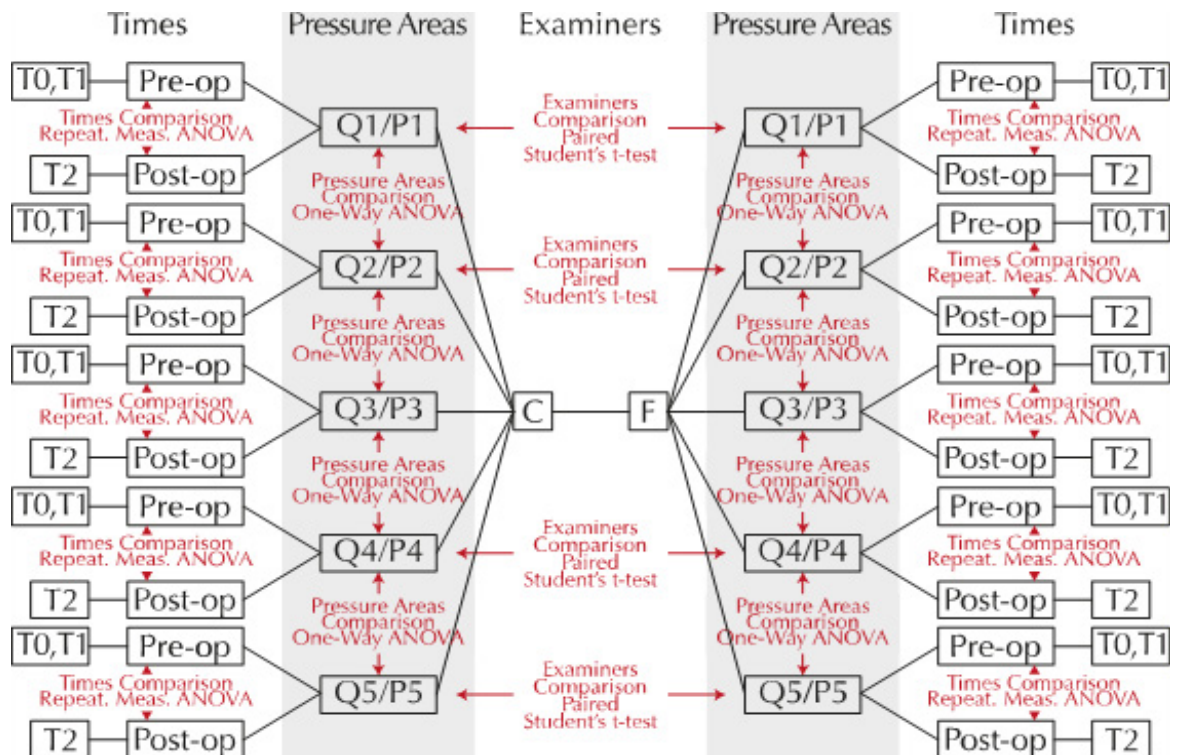 Times Pressure Areas Examiners Pressure Areas Times
T0,T1 Pre-op Pre-op T0,T1
Times Comparison
Repeat. Meas. ANOVA
Q1/P1
Examiners
Comparison
Paired
Student's t-test
Q1/P1
Times Comparison
Repeat. Meas. ANOVA
T2 Post-op Post-op T2
Pressure Areas
Comparison
One-Way ANOVA
Pressure Areas
Comparison
One-Way ANOVA
T0,T1 Pre-op Pre-op T0,T1
Times Comparison
Repeat. Meas. ANOVA
Q2/P2
Examiners
Comparison
Paired
Student's t-test
Q2/P2
Times Comparison
Repeat. Meas. ANOVA
T2 Post-op Post-op T2
Pressure Areas
Comparison
One-Way ANOVA
Pressure Areas
Comparison
One-Way ANOVA
T0,T1 Pre-op Pre-op T0,T1
Times Comparison
Repeat. Meas. ANOVA
Q3/P3 C F Q3/P3
Times Comparison
Repeat. Meas. ANOVA
T2 Post-op Post-op T2
Pressure Areas
Comparison
One-Way ANOVA
Pressure Areas
Comparison
One-Way ANOVA
T0,T1 Pre-op Pre-op T0,T1
Times Comparison
Repeat. Meas. ANOVA
Q4/P4
Examiners
Comparison
Paired
Student's t-test
Q4/P4
Times Comparison
Repeat. Meas. ANOVA
T2 Post-op Post-op T2
Pressure Areas
Comparison
One-Way ANOVA
Pressure Areas
Comparison
One-Way ANOVA
T0,T1 Pre-op Pre-op T0,T1
Times Comparison
Repeat. Meas. ANOVA
Q5/P5
Examiners
Comparison
Paired
Student's t-test
Q5/P5
Times Comparison
Repeat. Meas. ANOVA
T2 Post-op Post-op T2